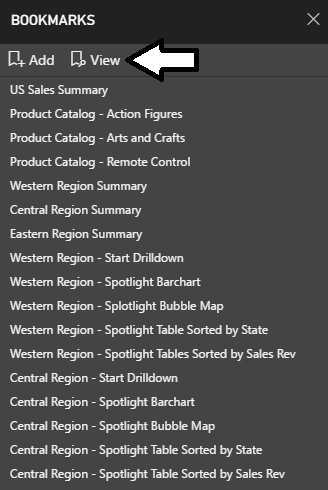 BOOKMARKS
Add View
US Sales Summary
Product Catalog - Action Figures
Product Catalog - Arts and Crafts
Product Catalog - Remote Control
Western Region Summary
Central Region Summary
Eastern Region Summary
Western Region - Start Drilldown
Western Region - Spotlight Barchart
Western Region - Splotlight Bubble Map
Western Region - Spotlight Table Sorted by State
Western Region - Spotlight Tables Sorted by Sales Rev
Central Region - Start Drilldown
Central Region - Spotlight Barchart
Central Region - Spotlight Bubble Map
Central Region - Spotlight Table Sorted by State
Central Region - Spotlight Table Sorted by Sales Rev